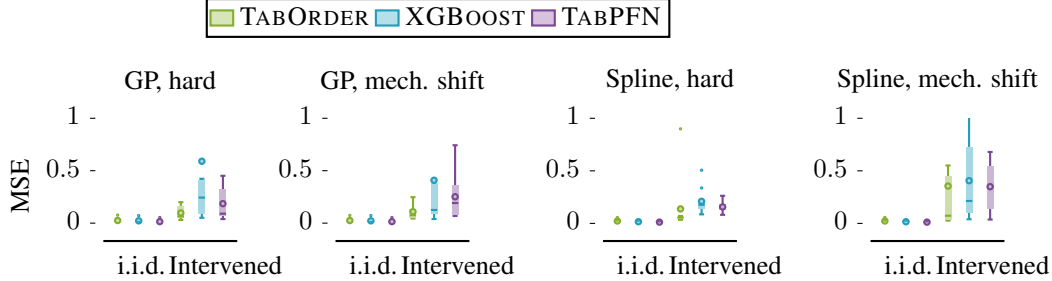 TABORDER XGBOOST TABPFN
GP, hard GP, mech. shift Spline, hard Spline, mech. shift
MSE
1 1 1 1
0.5 0.5 0.5 0.5
0 0 0 0
i.i.d. Intervened i.i.d. Intervened i.i.d. Intervened i.i.d. Intervened